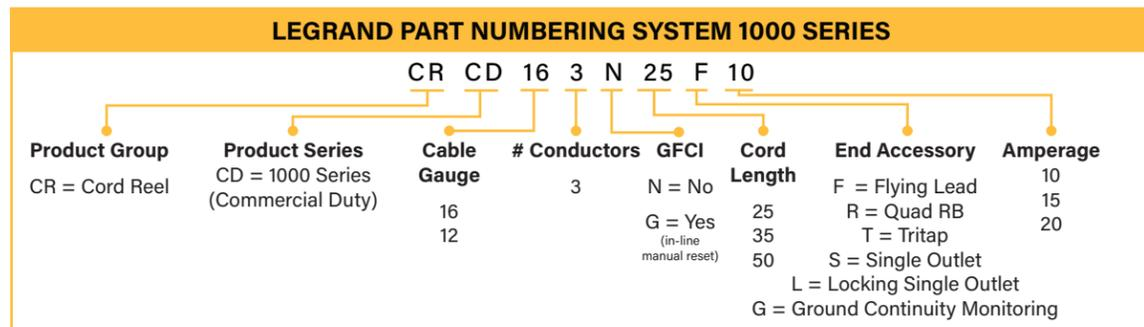 LEGRAND PART NUMBERING SYSTEM 1000 SERIES
CR CD 16 3 N 25 F 10
Product Group
CR = Cord Reel
Product Series
CD = 1000 Series
(Commercial Duty)
Cable
Gauge
16
12
# Conductors
3
GFCI
N = No
G = Yes
(in-line
manual reset)
Cord
Length
25
35
50
End Accessory
F = Flying Lead
R = Quad RB
T = Tritap
S = Single Outlet
L = Locking Single Outlet
G = Ground Continuity Monitoring
Amperage
10
15
20